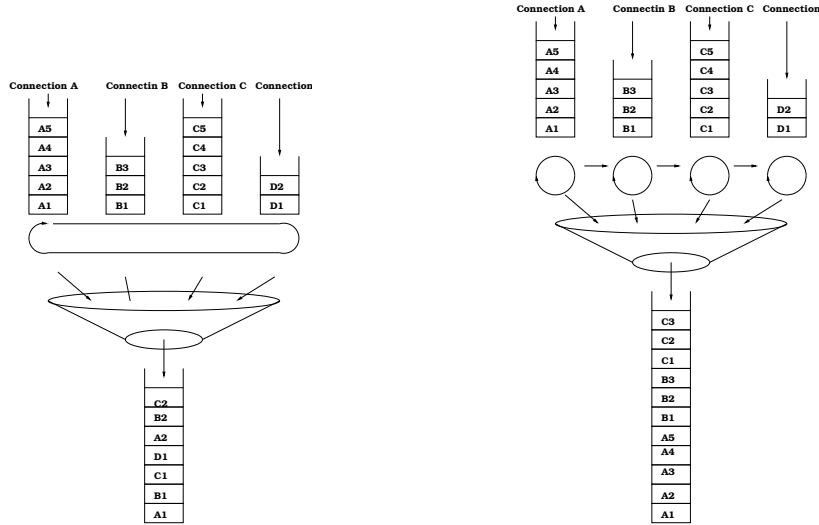 Connection A Connectin B Connection C Connection
A5 C5
A4 C4
A3 B3 C3
A2 B2 C2 D2
A1 B1 C1 D1
C2
B2
A2
D1
C1
B1
A1
Connection A Connectin B Connection C Connection
A5 C5
A4 C4
A3 B3 C3
A2 B2 C2 D2
A1 B1 C1 D1
C3
C2
C1
B3
B2
B1
A5
A4
A3
A2
A1